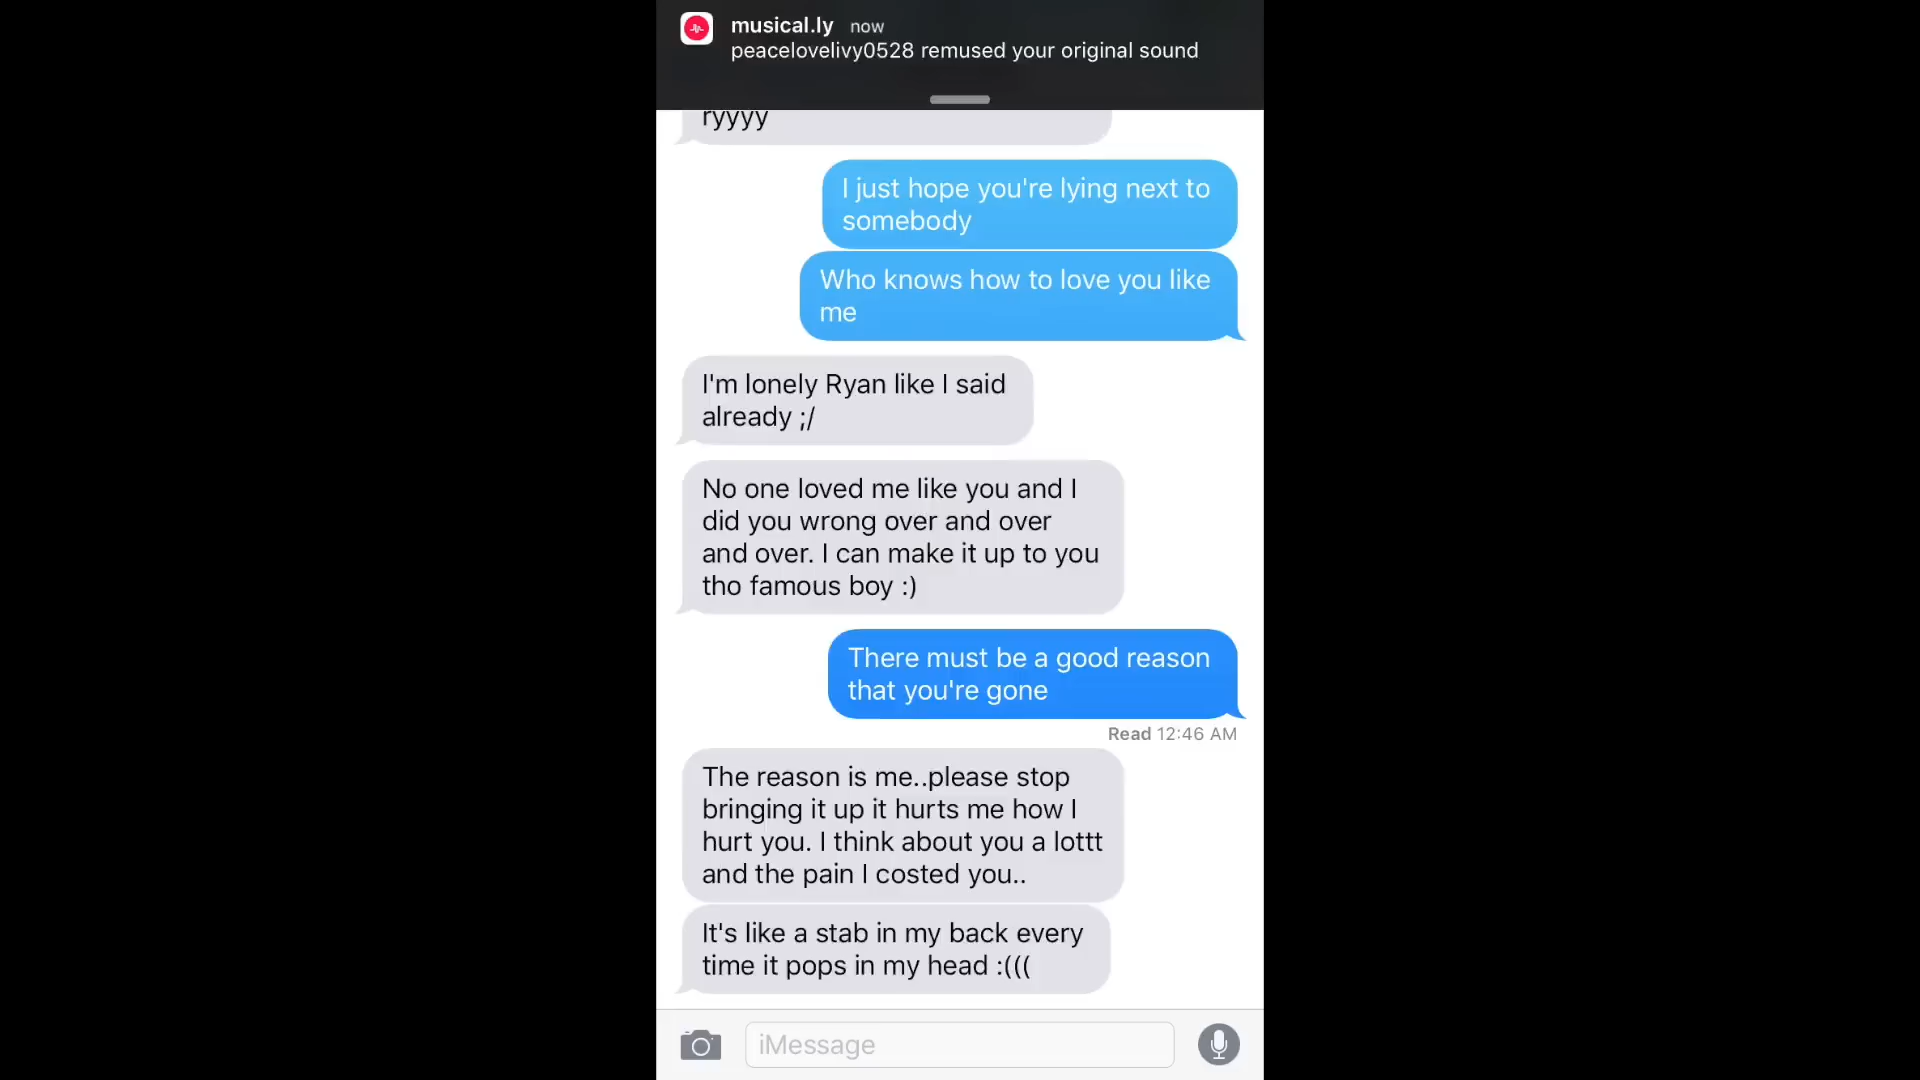 musical.ly now
peacelovelivy0528 remused your original sound
ryyyy
I just hope you're lying next to
somebody
Who knows how to love you like
me
I'm lonely Ryan like I said
already ;/
No one loved me like you and I
did you wrong over and over
and over. I can make it up to you
tho famous boy :)
There must be a good reason
that you're gone
Read 12:46 AM
The reason is me..please stop
bringing it up it hurts me how I
hurt you. I think about you a lottt
and the pain I costed you..
It's like a stab in my back every
time it pops in my head :(((
iMessage